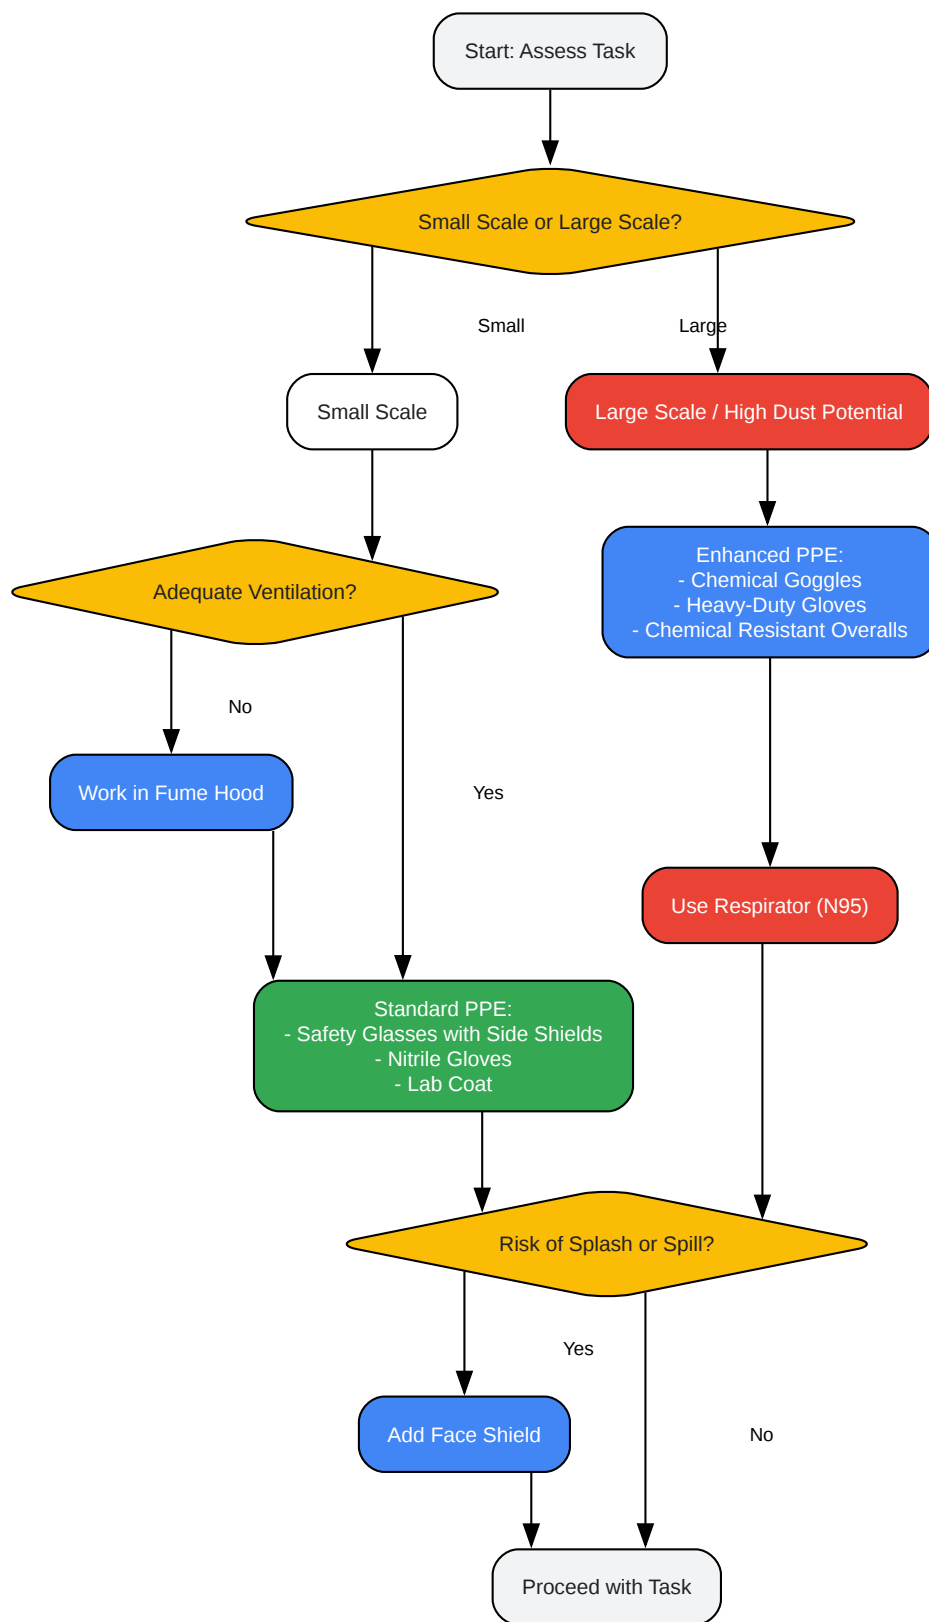 Start: Assess Task
Small Scale or Large Scale?
Small
Large
Small Scale
Large Scale / High Dust Potential
Enhanced PPE:
- Chemical Goggles
- Heavy-Duty Gloves
- Chemical Resistant Overalls
Adequate Ventilation?
No
Work in Fume Hood
Yes
Use Respirator (N95)
Standard PPE:
- Safety Glasses with Side Shields
- Nitrile Gloves
- Lab Coat
Risk of Splash or Spill?
Yes
Add Face Shield
No
Proceed with Task